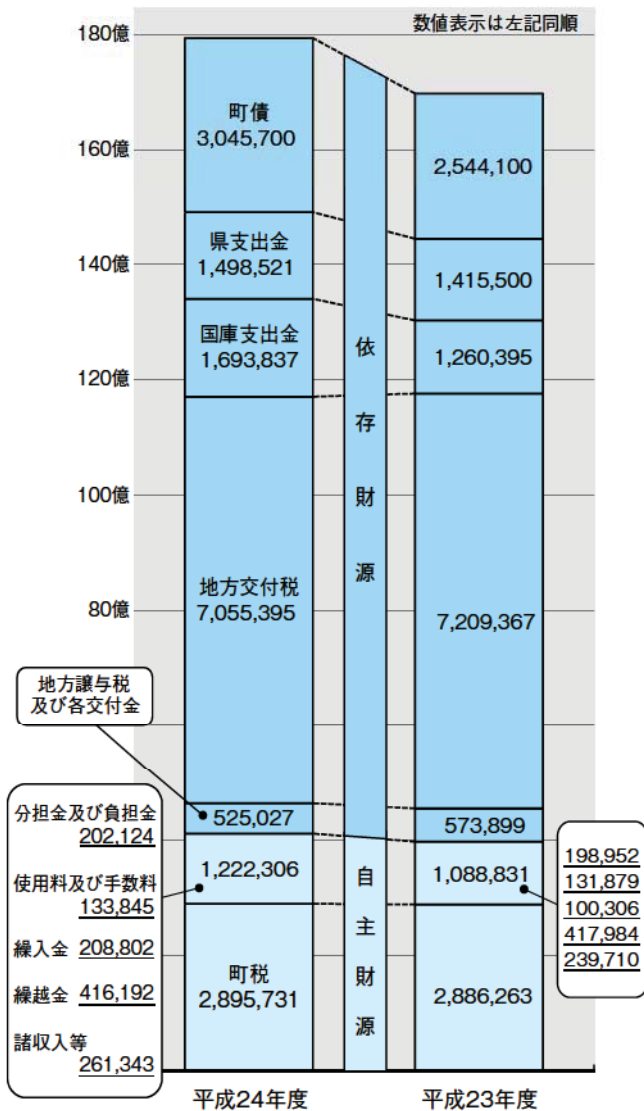 数値表示は左記同順
180億
160億
140億
120億
100億
80億
町債
3,045,700
県支出金
1,498,521
国庫支出金
1,693,837
地方交付税
7,055,395
地方譲与税
及び各交付金
525,027
1,222,306
町税
2,895,731
分担金及び負担金
202,124
使用料及び手数料
133,845
繰入金 208,802
繰越金 416,192
諸収入等
261,343
依存財源
自主財源
2,544,100
1,415,500
1,260,395
7,209,367
573,899
1,088,831
2,886,263
198,952
131,879
100,306
417,984
239,710
平成24年度
平成23年度